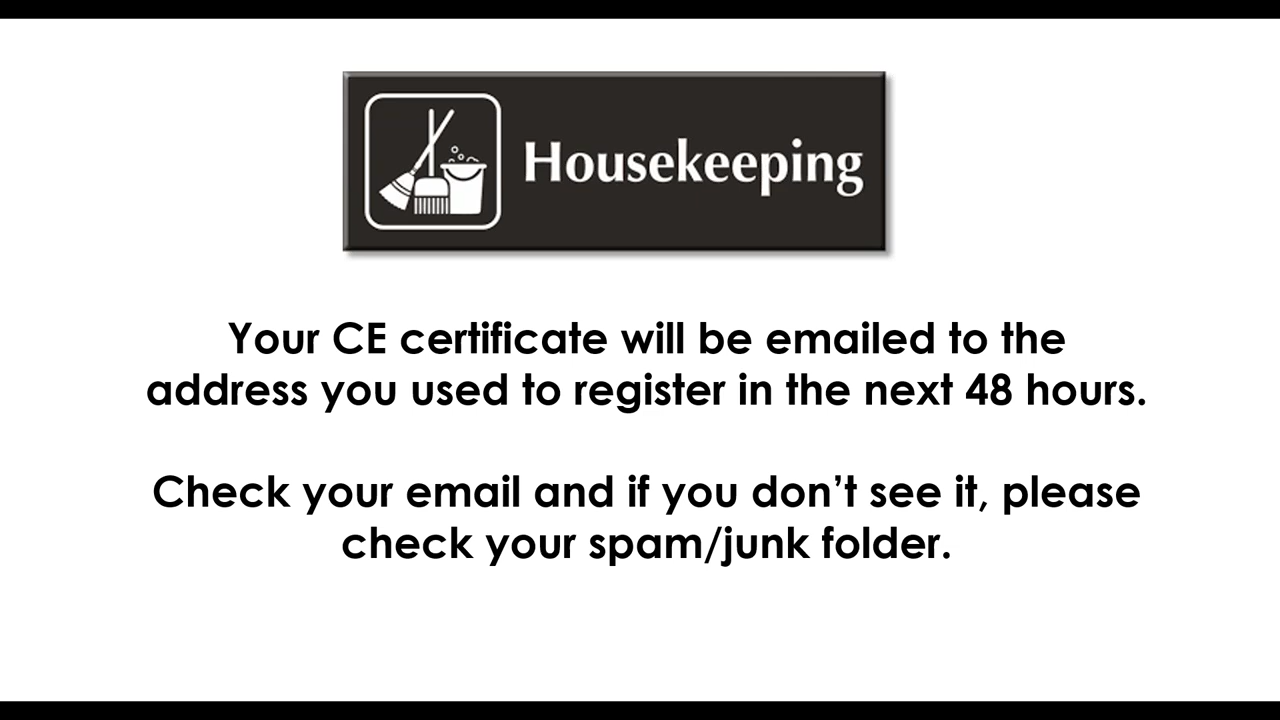 Housekeeping
Your CE certificate will be emailed to the
address you used to register in the next 48 hours.
Check your email and if you don’t see it, please
check your spam/junk folder.